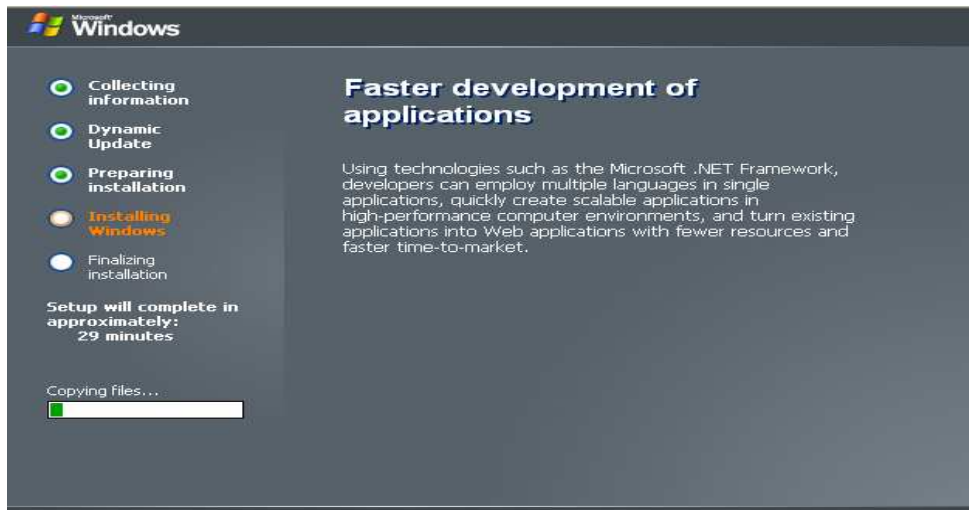 Microsoft
Windows
Collecting
information
Dynamic
Update
Preparing
installation
Installing
Windows
Finalizing
installation
Setup will complete in
approximately:
29 minutes
Copying files...
Faster development of
applications
Using technologies such as the Microsoft .NET Framework,
developers can employ multiple languages in single
applications, quickly create scalable applications in
high-performance computer environments, and turn existing
applications into Web applications with fewer resources and
faster time-to-market.